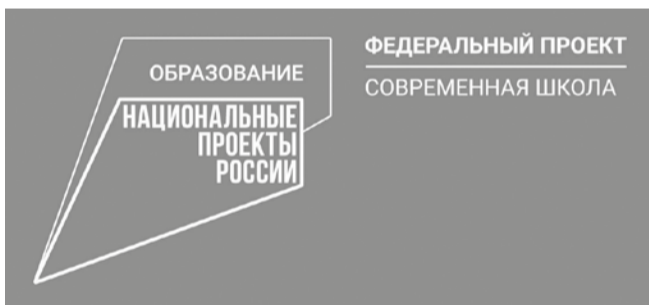 ОБРАЗОВАНИЕ
НАЦИОНАЛЬНЫЕ
ПРОЕКТЫ
РОССИИ
ФЕДЕРАЛЬНЫЙ ПРОЕКТ
СОВРЕМЕННАЯ ШКОЛА